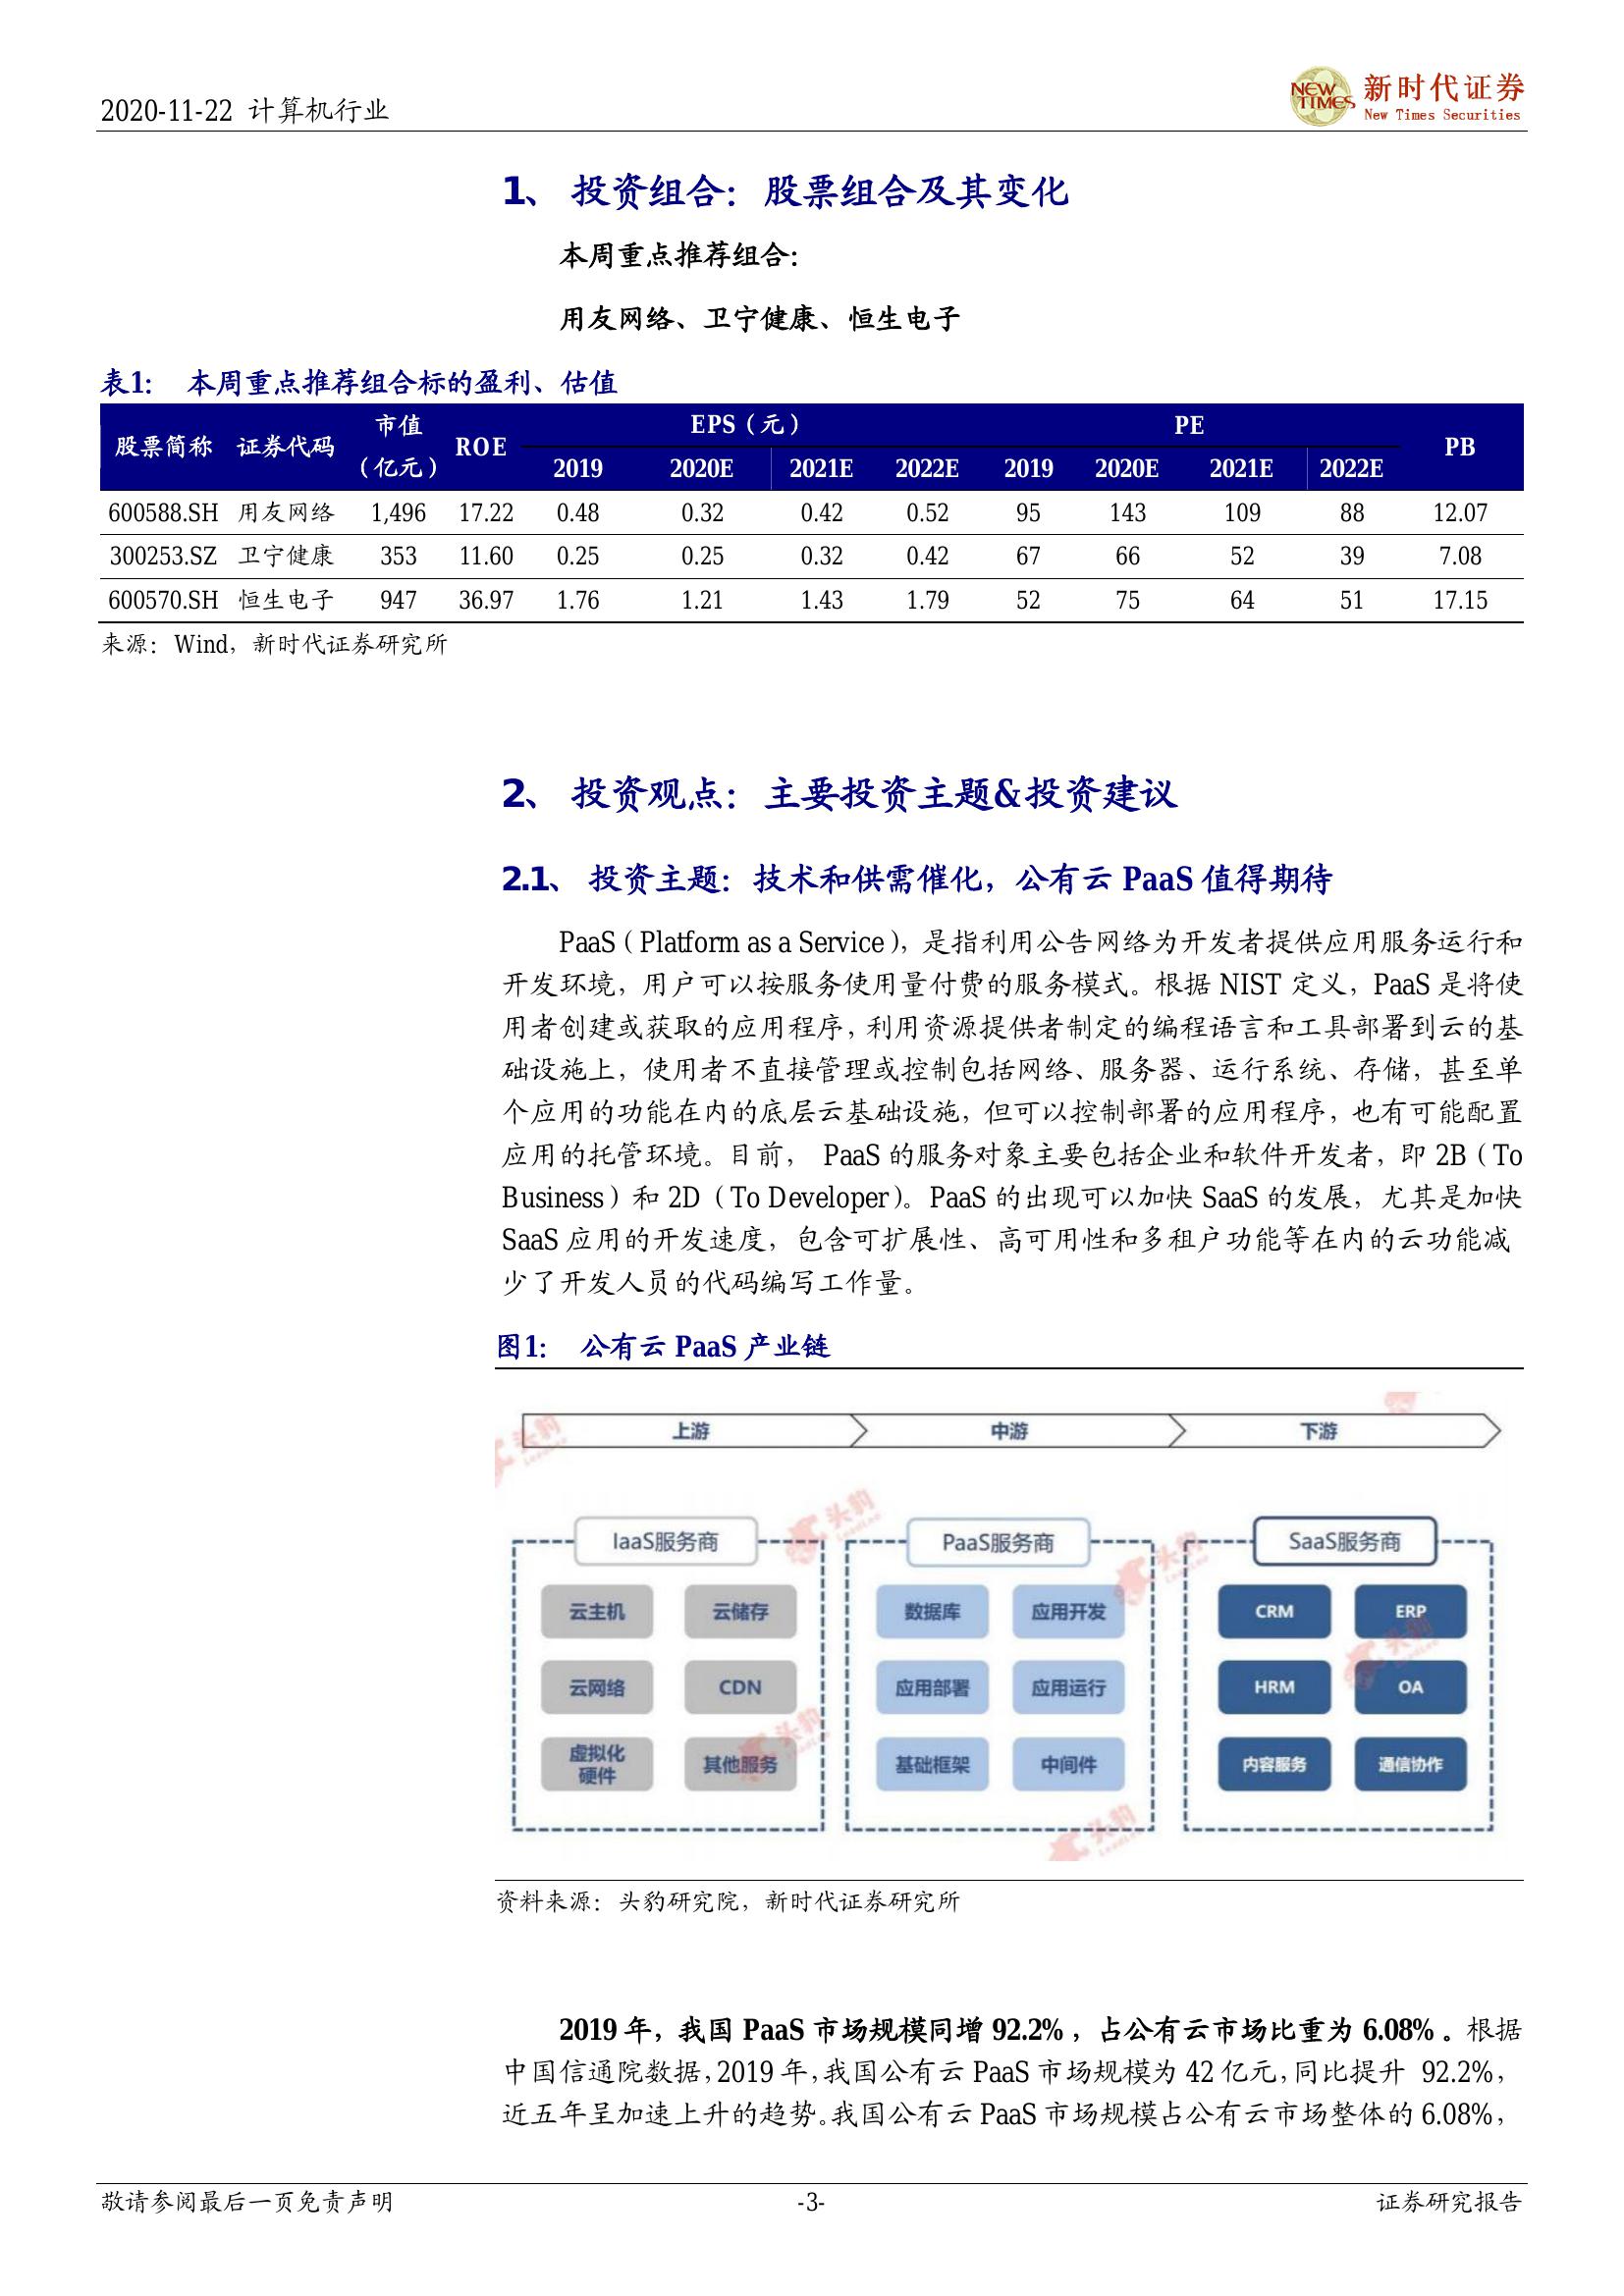 2020-11-22 计算机行业
NEW TIMES 新时代证券
New Times Securities
1、 投资组合：股票组合及其变化
本周重点推荐组合：
用友网络、卫宁健康、恒生电子
表1： 本周重点推荐组合标的盈利、估值
股票简称 证券代码 市值（亿元） ROE EPS（元） PE PB
2019 2020E 2021E 2022E 2019 2020E 2021E 2022E
600588.SH 用友网络 1,496 17.22 0.48 0.32 0.42 0.52 95 143 109 88 12.07
300253.SZ 卫宁健康 353 11.60 0.25 0.25 0.32 0.42 67 66 52 39 7.08
600570.SH 恒生电子 947 36.97 1.76 1.21 1.43 1.79 52 75 64 51 17.15
来源：Wind，新时代证券研究所
2、 投资观点：主要投资主题&投资建议
2.1、 投资主题：技术和供需催化，公有云 PaaS 值得期待
PaaS（Platform as a Service），是指利用公告网络为开发者提供应用服务运行和
开发环境，用户可以按服务使用量付费的服务模式。根据 NIST 定义，PaaS 是将使
用者创建或获取的应用程序，利用资源提供者制定的编程语言和工具部署到云的基
础设施上，使用者不直接管理或控制包括网络、服务器、运行系统、存储，甚至单
个应用的功能在内的底层云基础设施，但可以控制部署的应用程序，也有可能配置
应用的托管环境。目前， PaaS 的服务对象主要包括企业和软件开发者，即 2B（To
Business）和 2D（To Developer）。PaaS 的出现可以加快 SaaS 的发展，尤其是加快
SaaS 应用的开发速度，包含可扩展性、高可用性和多租户功能等在内的云功能减
少了开发人员的代码编写工作量。
图1： 公有云 PaaS 产业链
上游 中游 下游
IaaS服务商 PaaS服务商 SaaS服务商
云主机 云储存 数据库 应用开发 CRM ERP
云网络 CDN 应用部署 应用运行 HRM OA
虚拟化硬件 其他服务 基础框架 中间件 内容服务 通信协作
头豹
头豹
头豹
头豹
头豹
头豹
资料来源：头豹研究院，新时代证券研究所
2019 年，我国 PaaS 市场规模同增 92.2%，占公有云市场比重为 6.08%。根据
中国信通院数据，2019 年，我国公有云 PaaS 市场规模为 42 亿元，同比提升 92.2%，
近五年呈加速上升的趋势。我国公有云 PaaS 市场规模占公有云市场整体的 6.08%，
敬请参阅最后一页免责声明 -3- 证券研究报告